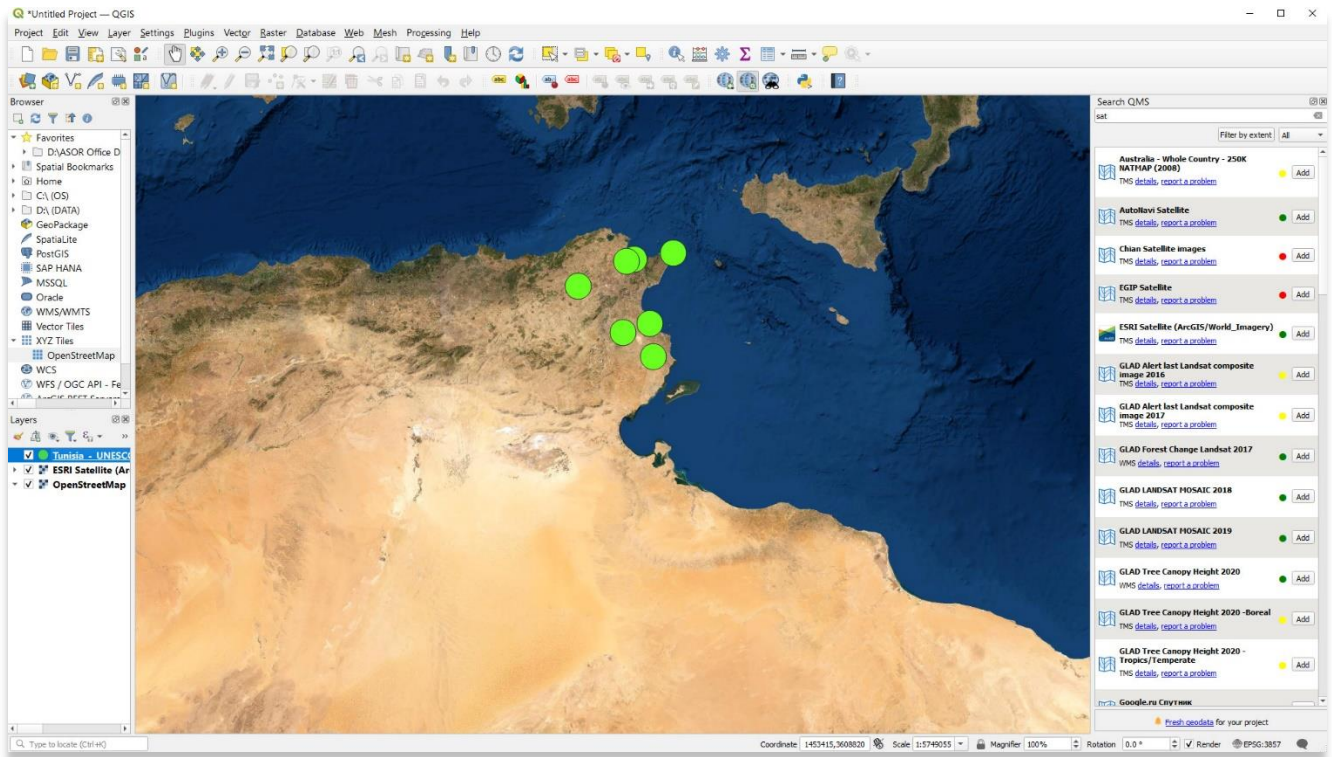 *Untitled Project — QGIS
Project Edit View Layer Settings Plugins Vector Raster Database Web Mesh Processing Help
Browser
Favorites
D:\ASOR Office D
Spatial Bookmarks
Home
C:\ (OS)
D:\ (DATA)
GeoPackage
SpatiaLite
PostGIS
SAP HANA
MSSQL
Oracle
WMS/WMTS
Vector Tiles
XYZ Tiles
OpenStreetMap
WCS
WFS / OGC API - Fe
ArcGIS REST Servers
Layers
Tunisia - UNESCO
ESRI Satellite (Ar
OpenStreetMap
Search QMS
sat
Filter by extent All
Australia - Whole Country - 250K
NATMAP (2008)
TMS details, report a problem
Add
AutoNavi Satellite
TMS details, report a problem
Add
Chian Satellite images
TMS details, report a problem
Add
EGIP Satellite
TMS details, report a problem
Add
ESRI Satellite (ArcGIS/World_Imagery)
TMS details, report a problem
Add
GLAD Alert last Landsat composite
image 2016
TMS details, report a problem
Add
GLAD Alert last Landsat composite
image 2017
TMS details, report a problem
Add
GLAD Forest Change Landsat 2017
WMS details, report a problem
Add
GLAD LANDSAT MOSAIC 2018
TMS details, report a problem
Add
GLAD LANDSAT MOSAIC 2019
TMS details, report a problem
Add
GLAD Tree Canopy Height 2020
WMS details, report a problem
Add
GLAD Tree Canopy Height 2020 -Boreal
TMS details, report a problem
Add
GLAD Tree Canopy Height 2020 -
Tropics/Temperate
TMS details, report a problem
Add
Google.ru Спутник
Fresh geodata for your project
Type to locate (Ctrl+K)
Coordinate 1453415,3608820 Scale 1:5749055 Magnifier 100% Rotation 0.0 ° Render EPSG:3857